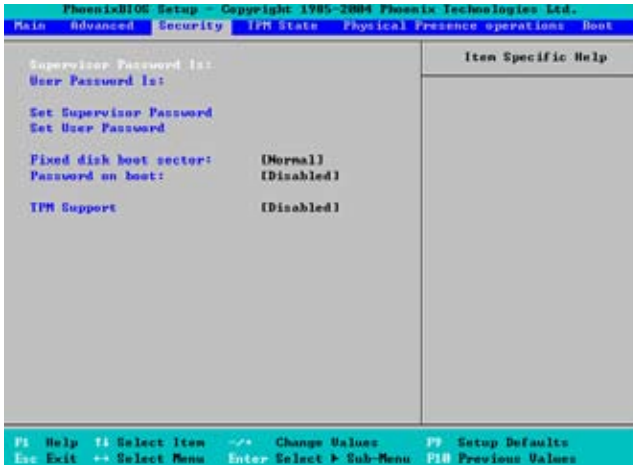 PhoenixBIOS Setup - Copyright 1985-2004 Phoenix Technologies Ltd.
Main Advanced Security TPM State Physical Presence operations Boot
Item Specific Help
Supervisor Password Is:
User Password Is:
Set Supervisor Password
Set User Password
Fixed disk boot sector: [Normal]
Password on boot: [Disabled]
TPM Support [Disabled]
F1 Help ↑↓ Select Item -/+ Change Values F9 Setup Defaults
Esc Exit ↔ Select Menu Enter Select ▶ Sub-Menu F10 Previous Values